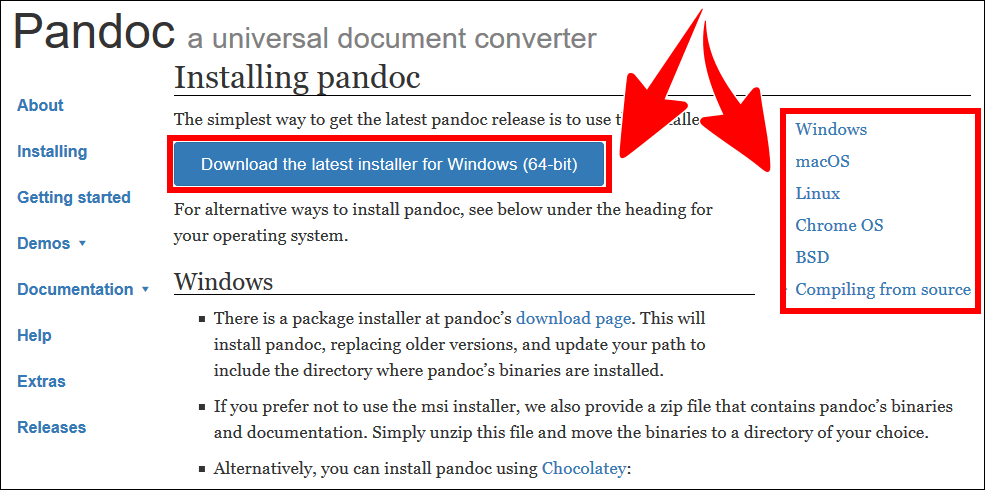 Pandoc a universal document converter
About
Installing
Getting started
Demos
Documentation
Help
Extras
Releases
Installing pandoc
The simplest way to get the latest pandoc release is to use
Download the latest installer for Windows (64-bit)
For alternative ways to install pandoc, see below under the heading for
your operating system.
Windows
macOS
Linux
Chrome OS
BSD
Compiling from source
Windows
There is a package installer at pandoc’s download page. This will
install pandoc, replacing older versions, and update your path to
include the directory where pandoc’s binaries are installed.
If you prefer not to use the msi installer, we also provide a zip file that contains pandoc’s binaries
and documentation. Simply unzip this file and move the binaries to a directory of your choice.
Alternatively, you can install pandoc using Chocolatey: